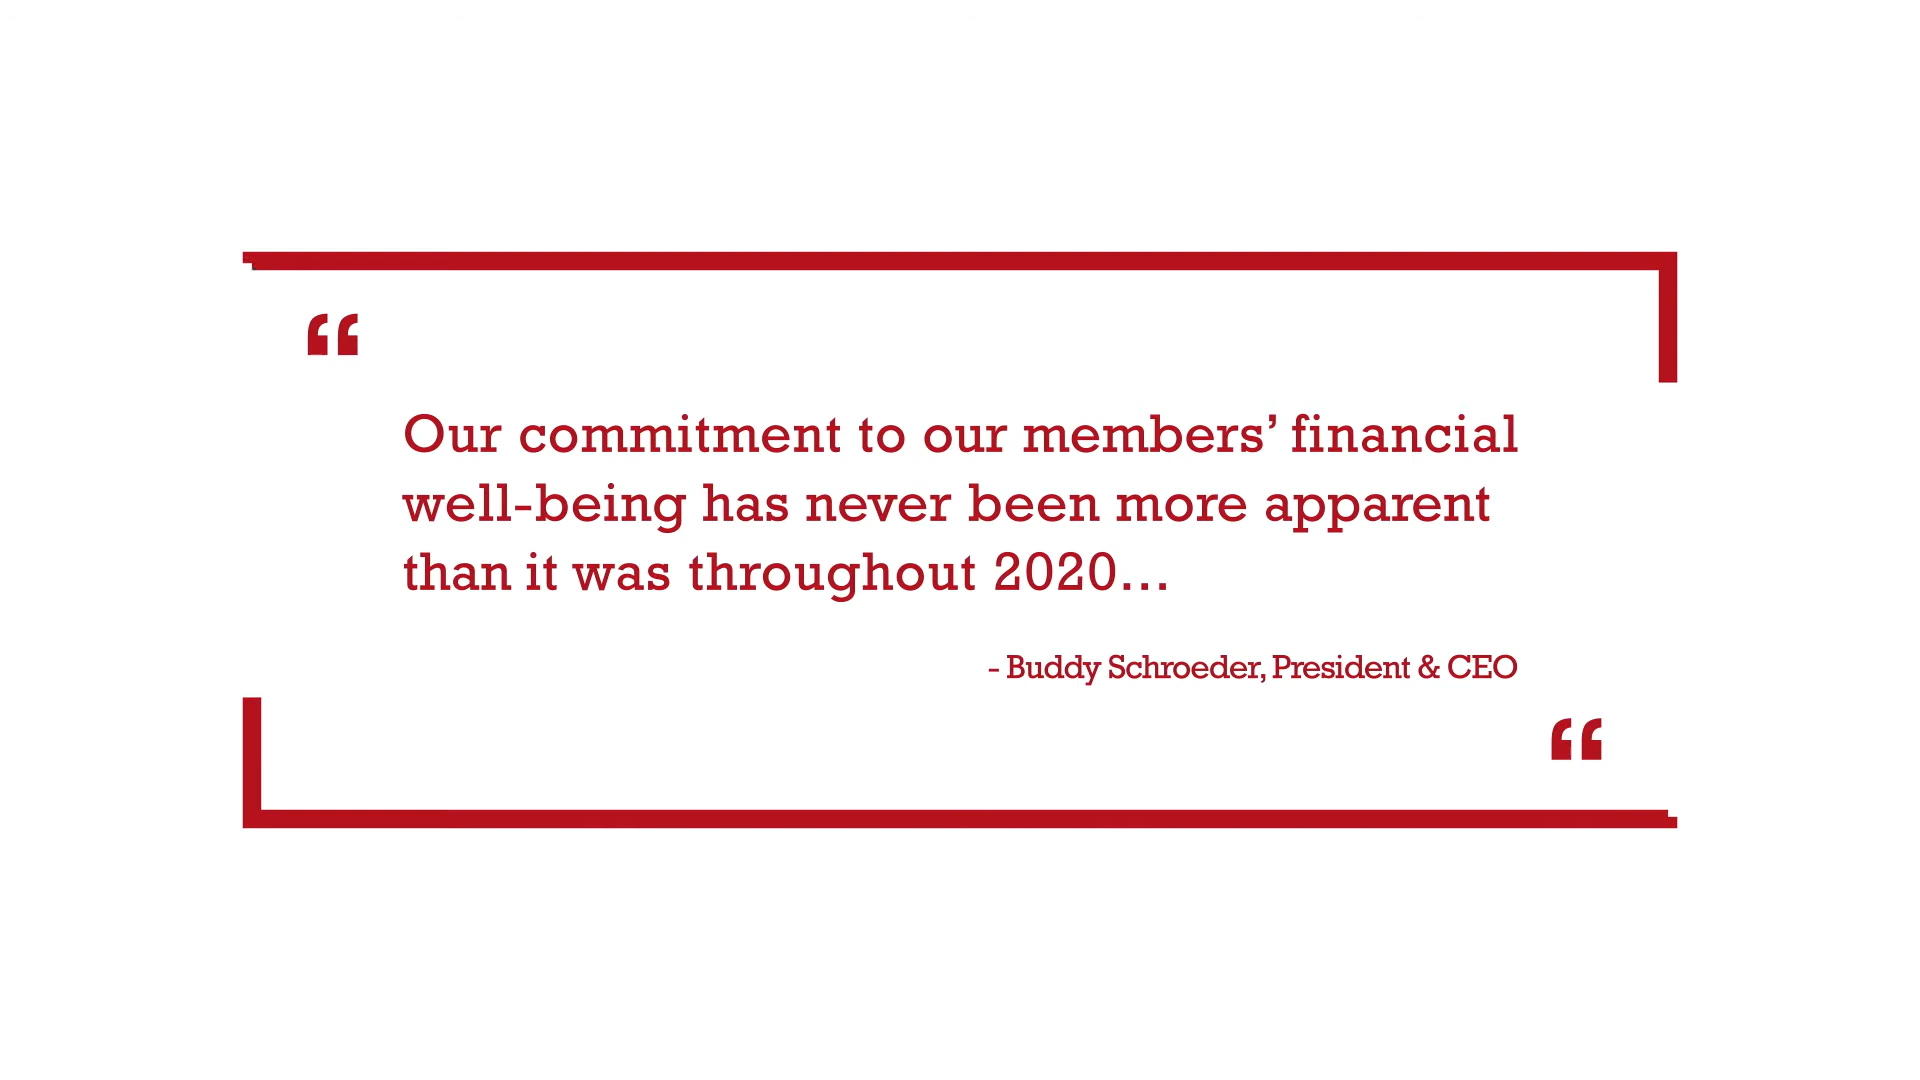 “
Our commitment to our members’ financial
well-being has never been more apparent
than it was throughout 2020...
- Buddy Schroeder, President & CEO
“